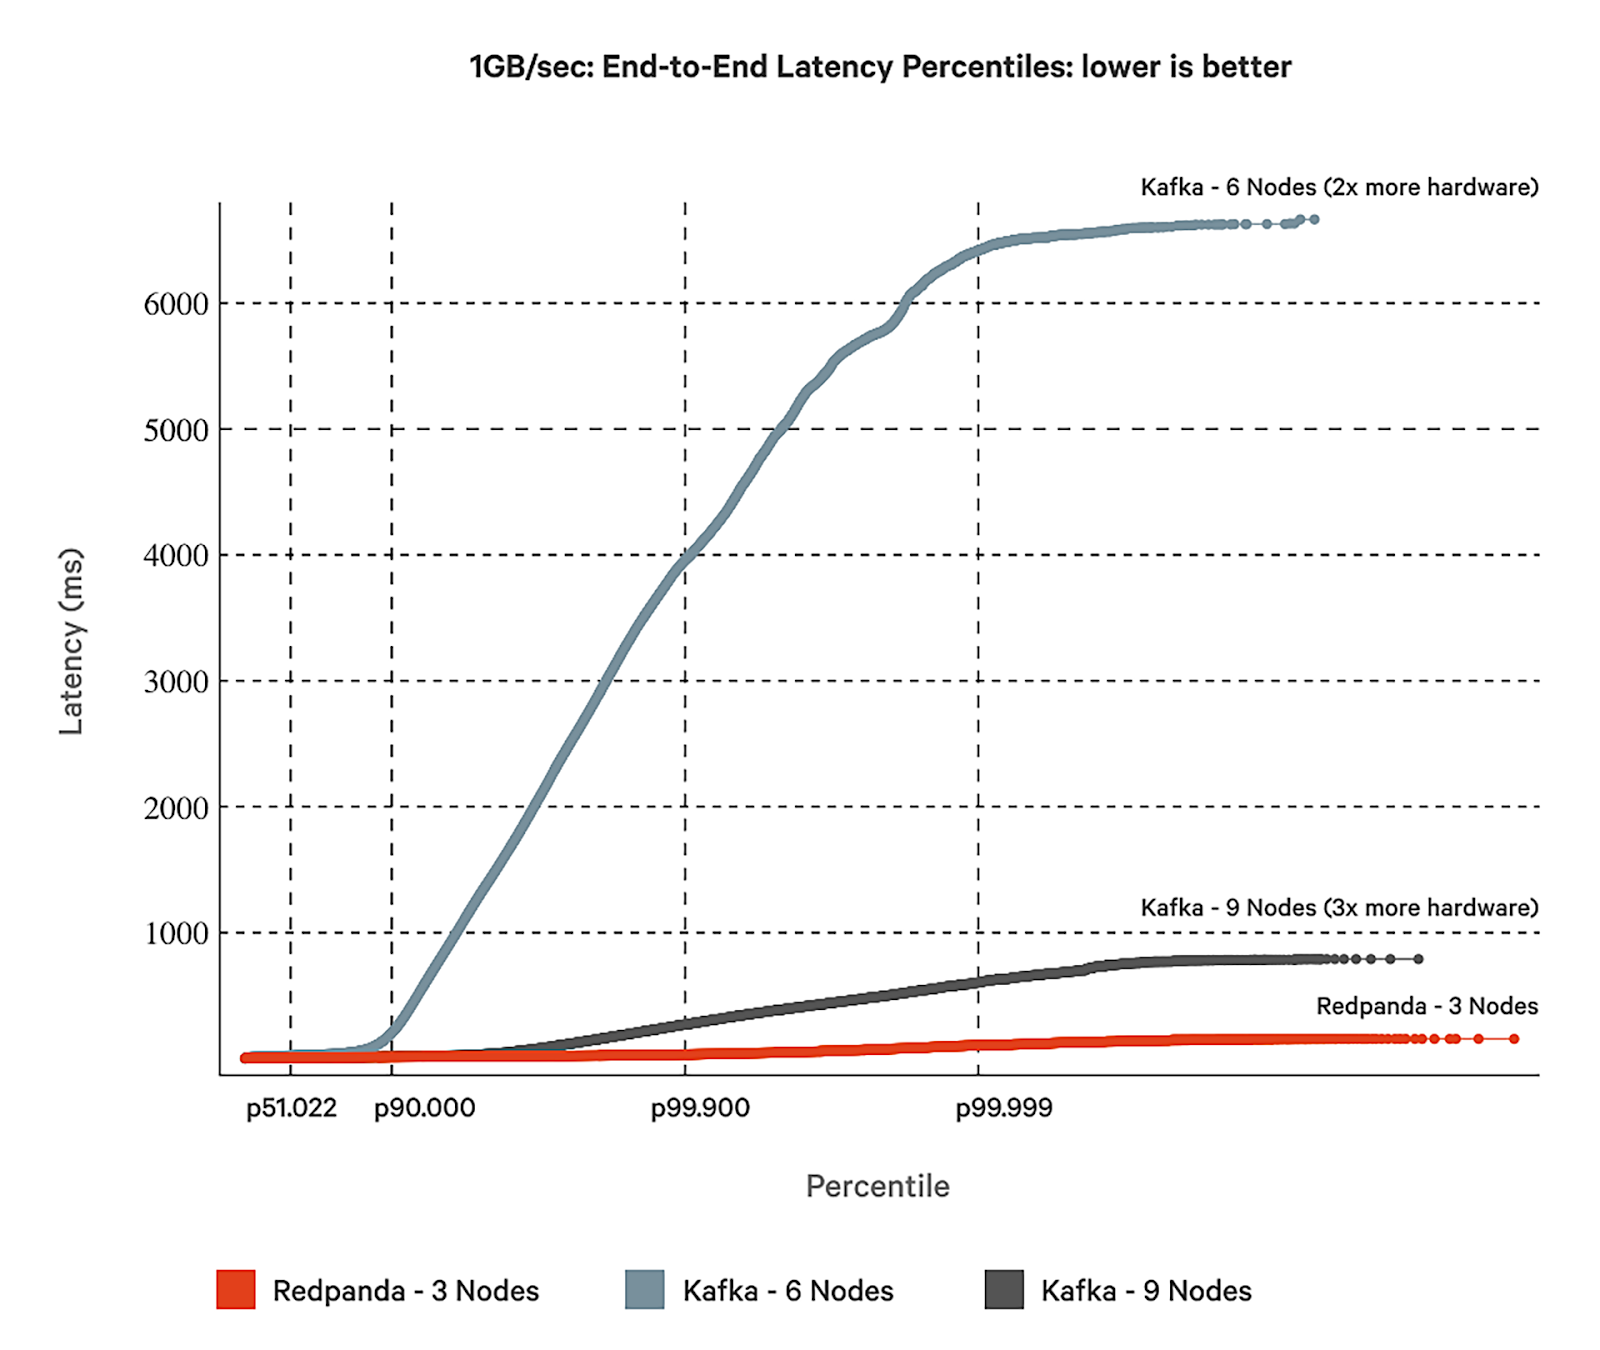 1GB/sec: End-to-End Latency Percentiles: lower is better
Kafka - 6 Nodes (2x more hardware)
6000
5000
4000
3000
2000
1000
Latency (ms)
Kafka - 9 Nodes (3x more hardware)
Redpanda - 3 Nodes
p51.022 p90.000 p99.900 p99.999
Percentile
Redpanda - 3 Nodes Kafka - 6 Nodes Kafka - 9 Nodes